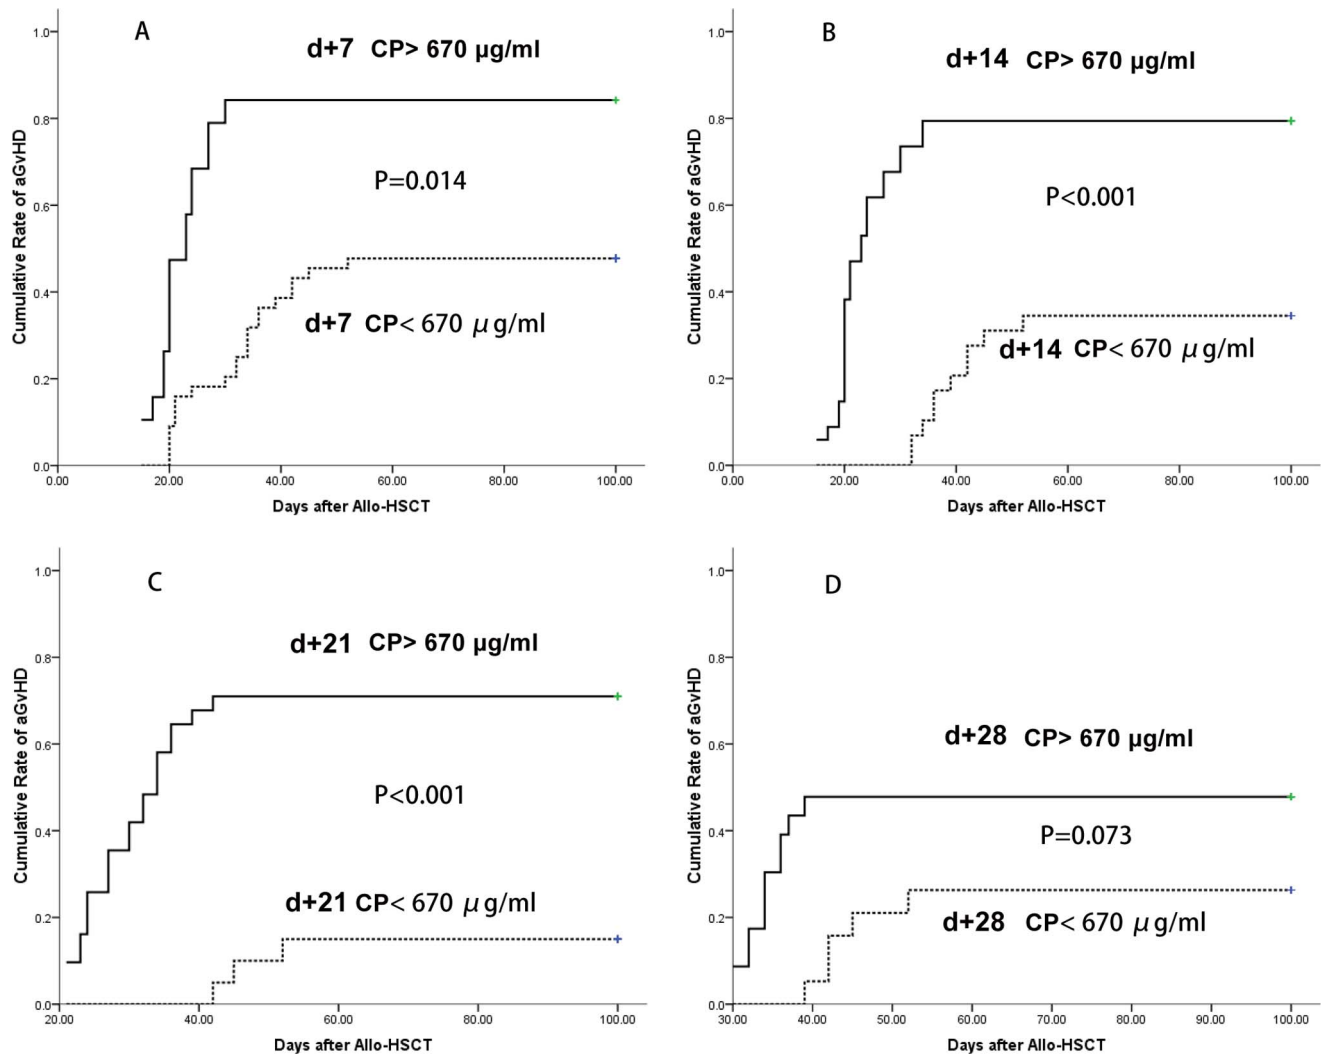 A
d+7 CP> 670 µg/ml
1.0
0.8
0.6
0.4
0.2
0.0
Cumulative Rate of aGvHD
P=0.014
d+7 CP< 670 μg/ml
0.00 20.00 40.00 60.00 80.00 100.00
Days after Allo-HSCT
B
d+14 CP> 670 µg/ml
1.0
0.8
0.6
0.4
0.2
0.0
Cumulative Rate of aGvHD
P<0.001
d+14 CP< 670 μg/ml
0.00 20.00 40.00 60.00 80.00 100.00
Days after Allo-HSCT
C
d+21 CP> 670 µg/ml
1.0
0.8
0.6
0.4
0.2
0.0
Cumulative Rate of aGvHD
P<0.001
d+21 CP< 670 μg/ml
20.00 40.00 60.00 80.00 100.00
Days after Allo-HSCT
D
d+28 CP> 670 µg/ml
1.0
0.8
0.6
0.4
0.2
0.0
Cumulative Rate of aGvHD
P=0.073
d+28 CP< 670 μg/ml
30.00 40.00 50.00 60.00 70.00 80.00 90.00 100.00
Days after Allo-HSCT